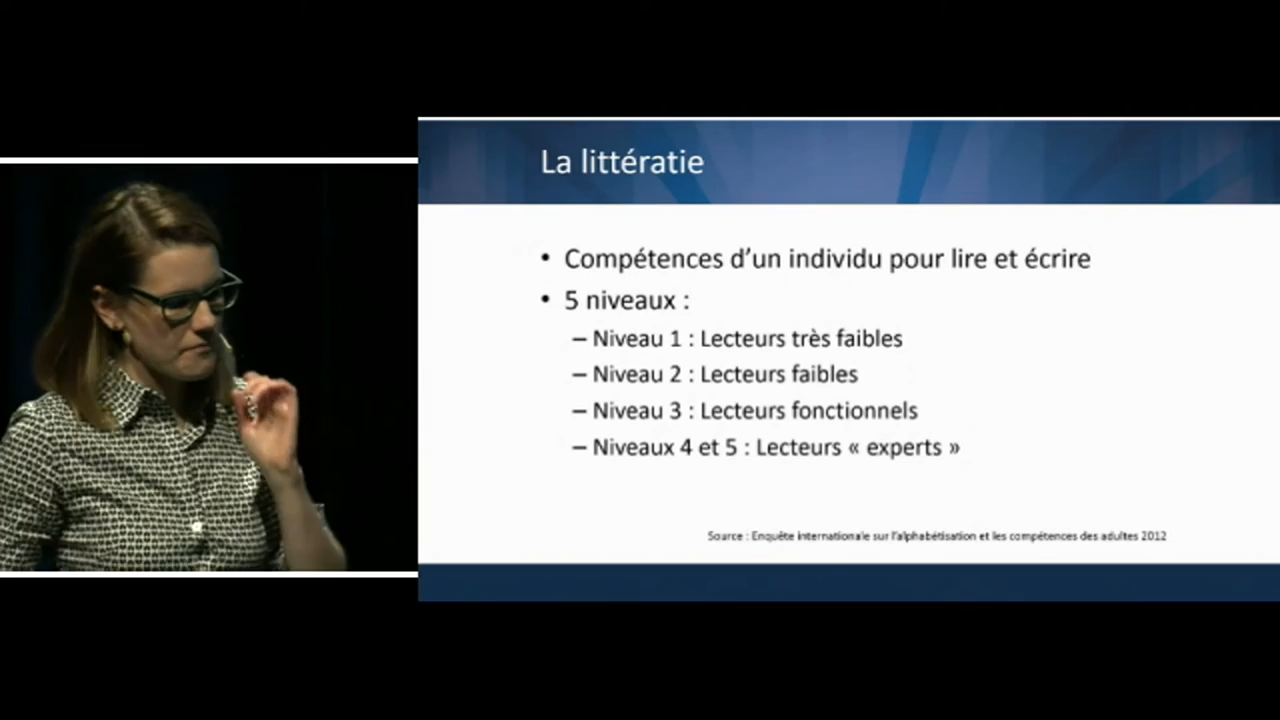 La littératie
• Compétences d'un individu pour lire et écrire
• 5 niveaux :
– Niveau 1 : Lecteurs très faibles
– Niveau 2 : Lecteurs faibles
– Niveau 3 : Lecteurs fonctionnels
– Niveaux 4 et 5 : Lecteurs « experts »
Source : Enquête internationale sur l'alphabétisation et les compétences des adultes 2012